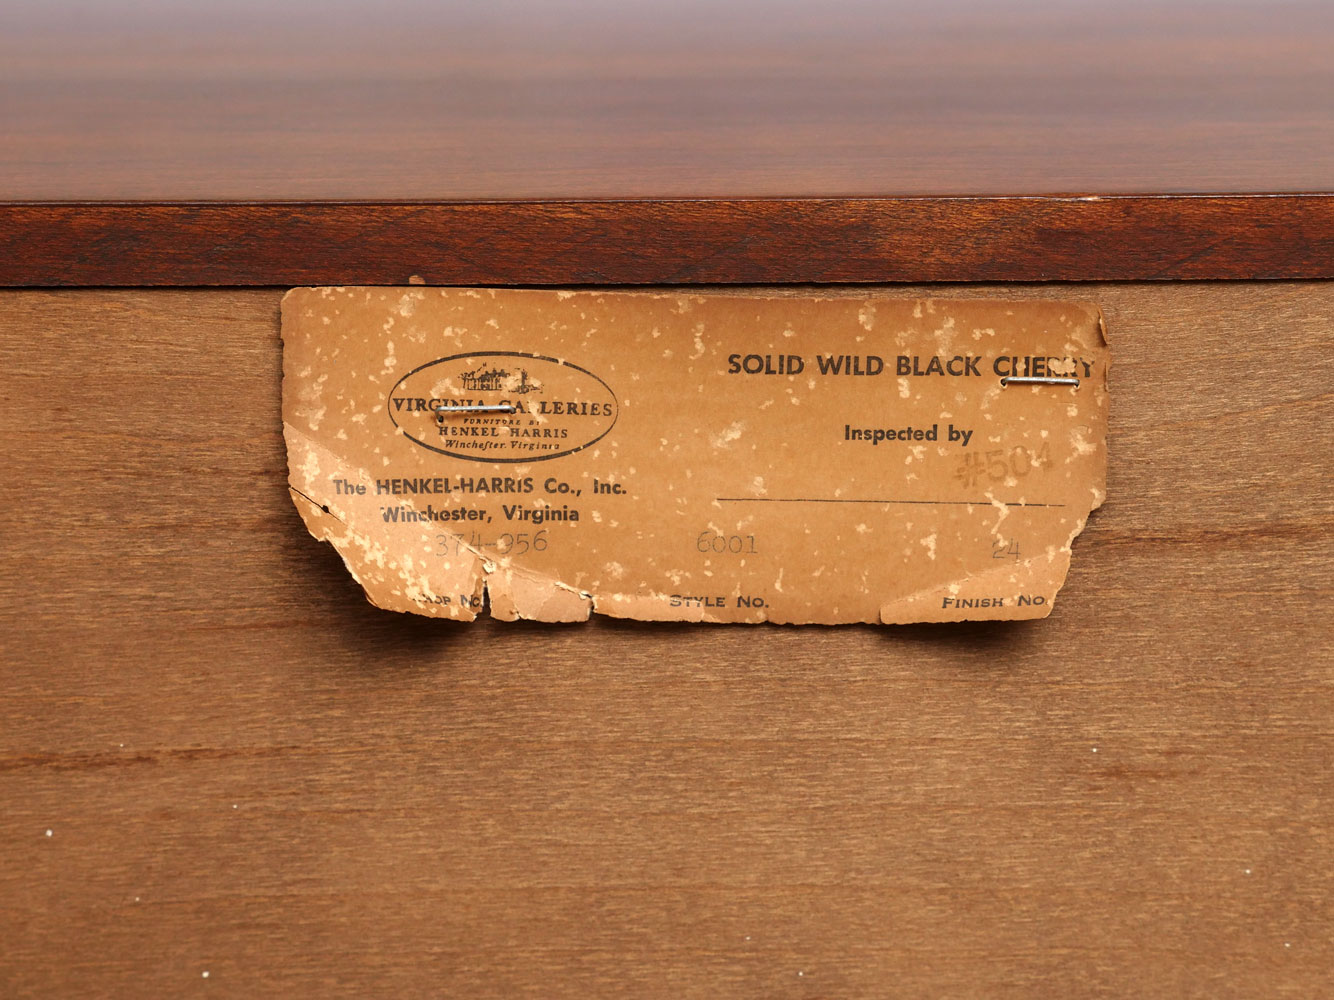 VIRGINIA GALLERIES
FURNITURE BY
HENKEL HARRIS
Winchester, Virginia
The HENKEL-HARRIS Co., Inc.
Winchester, Virginia
SOLID WILD BLACK CHERRY
Inspected by
#504
374-956 6001 24
No. STYLE NO. FINISH NO